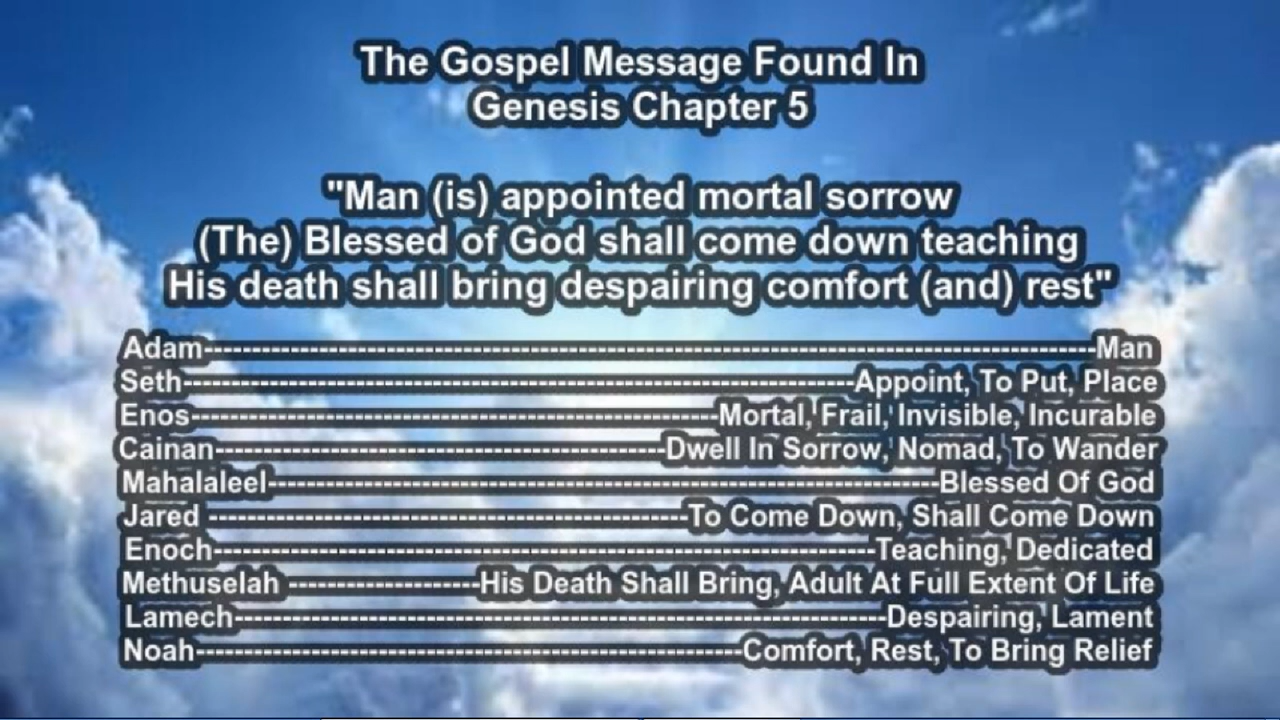 The Gospel Message Found In
Genesis Chapter 5
"Man (is) appointed mortal sorrow
(The) Blessed of God shall come down teaching
His death shall bring despairing comfort (and) rest"
Adam--------------------Man
Seth--------------------Appoint, To Put, Place
Enos--------------------Mortal, Frail, Invisible, Incurable
Cainan--------------------Dwell In Sorrow, Nomad, To Wander
Mahalaleel--------------------Blessed Of God
Jared --------------------To Come Down, Shall Come Down
Enoch--------------------Teaching, Dedicated
Methuselah --------------------His Death Shall Bring, Adult At Full Extent Of Life
Lamech--------------------Despairing, Lament
Noah--------------------Comfort, Rest, To Bring Relief